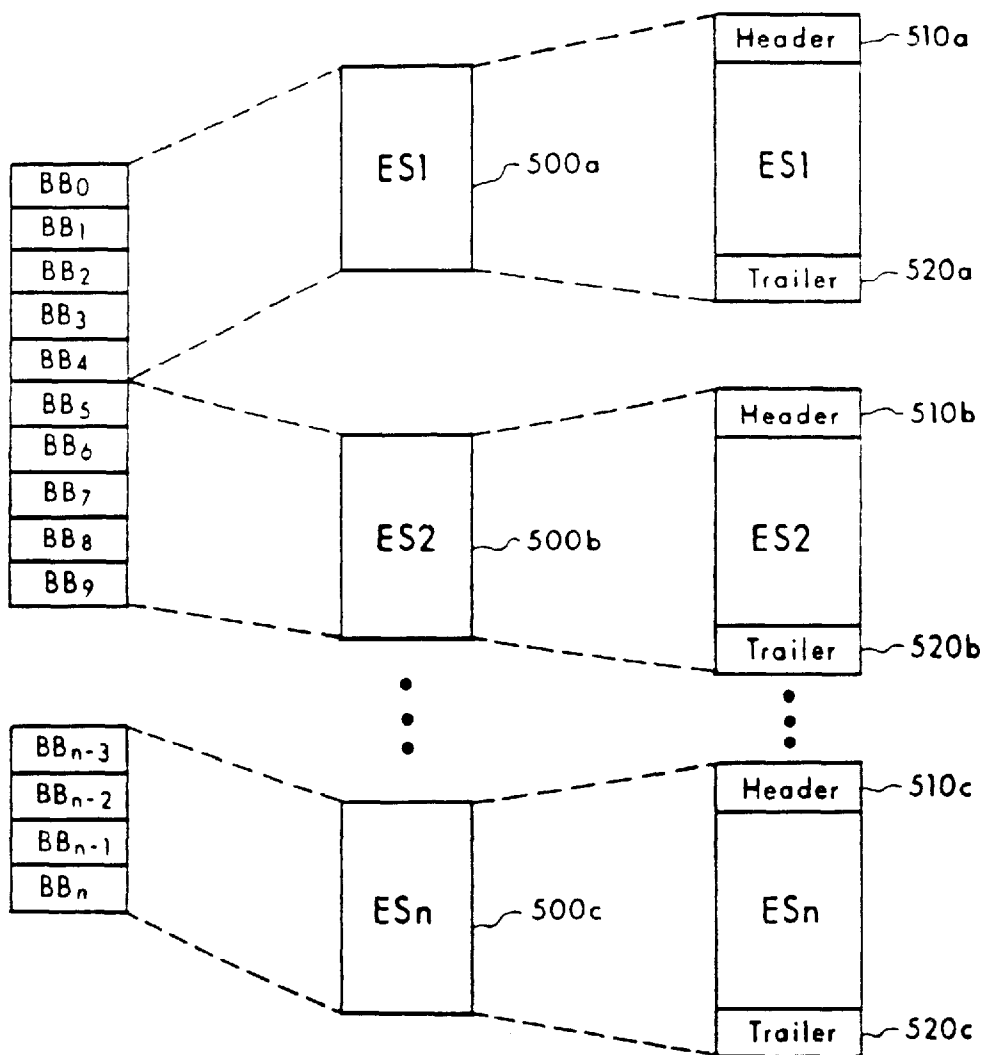 BB₀
BB₁
BB₂
BB₃
BB₄
BB₅
BB₆
BB₇
BB₈
BB₉
BBₙ₋₃
BBₙ₋₂
BBₙ₋₁
BBₙ
ES1
500a
ES2
500b
ESn
500c
Header
510a
ES1
Trailer
520a
Header
510b
ES2
Trailer
520b
Header
510c
ESn
Trailer
520c